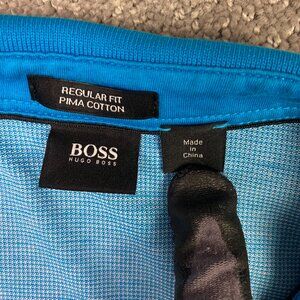 REGULAR FIT
PIMA COTTON
BOSS
HUGO BOSS
Made
in
China